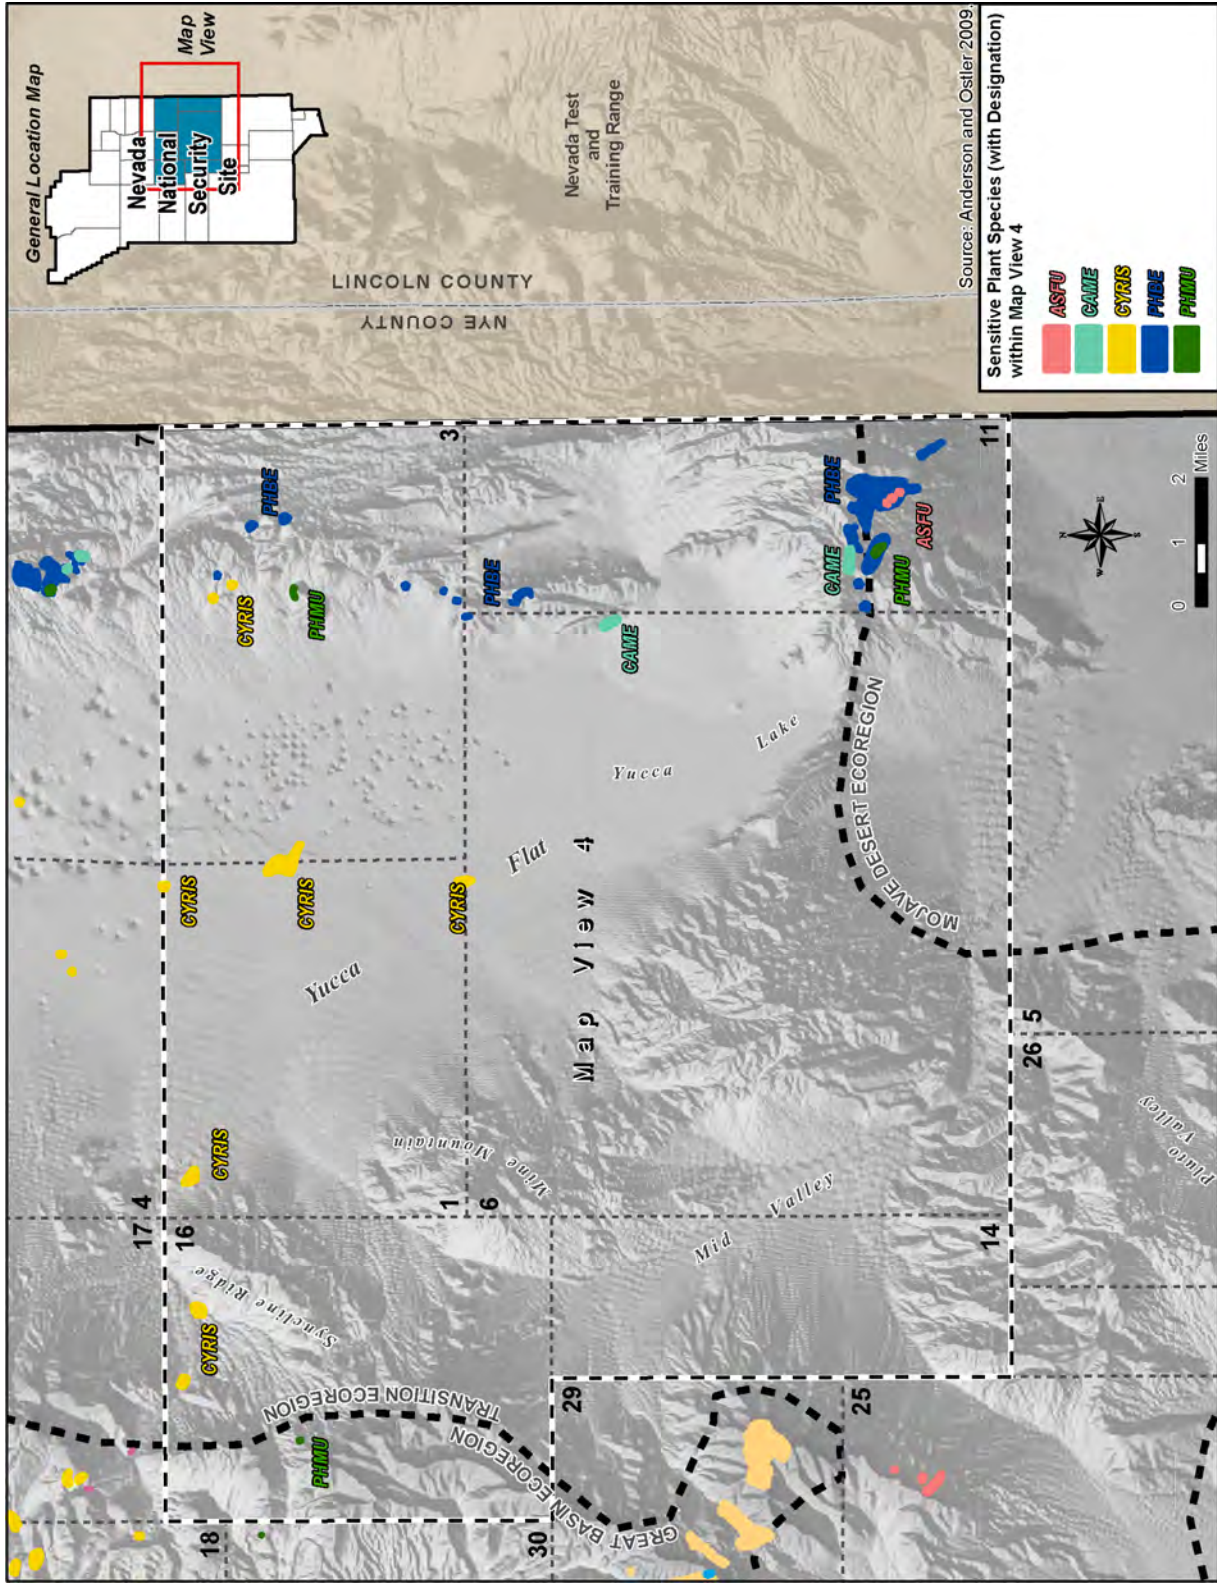 General Location Map
Nevada
National
Security
Site
Map
View
LINCOLN COUNTY
NYE COUNTY
Nevada Test
and
Training Range
Source: Anderson and Ostler 2009.
Sensitive Plant Species (with Designation)
within Map View 4
ASFU
CAME
CYRIS
PHBE
PHMU
7
3
11
PHBE
CYRIS
PHMU
PHBE
CAME
PHBE
CAME
PHMU
ASFU
0 1 2
Miles
N
E
S
W
CYRIS
CYRIS
CYRIS
Yucca
Flat
Yucca
Lake
Map View 4
MOJAVE DESERT ECOREGION
CYRIS
Mine Mountain
17 4
16
1
6
Mid
Valley
14
26 5
Pluto
Valley
Syncline Ridge
CYRIS
TRANSITION ECOREGION
GREAT BASIN ECOREGION
PHMU
18
30
29
25